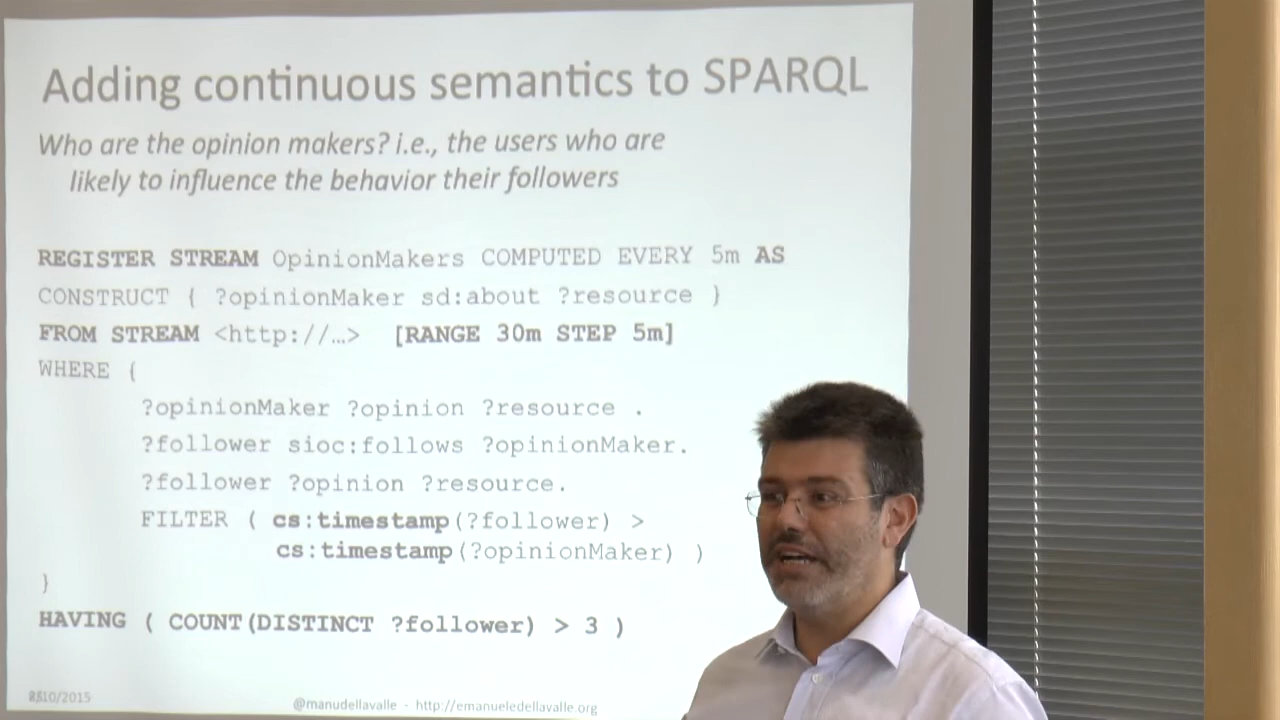 Adding continuous semantics to SPARQL
Who are the opinion makers? i.e., the users who are
likely to influence the behavior their followers
REGISTER STREAM OpinionMakers COMPUTED EVERY 5m AS
CONSTRUCT { ?opinionMaker sd:about ?resource }
FROM STREAM <http://…> [RANGE 30m STEP 5m]
WHERE {
?opinionMaker ?opinion ?resource .
?follower sioc:follows ?opinionMaker.
?follower ?opinion ?resource.
FILTER ( cs:timestamp(?follower) >
cs:timestamp(?opinionMaker) )
}
HAVING ( COUNT(DISTINCT ?follower) > 3 )
@manudellavalle - http://emanueledellavalle.org